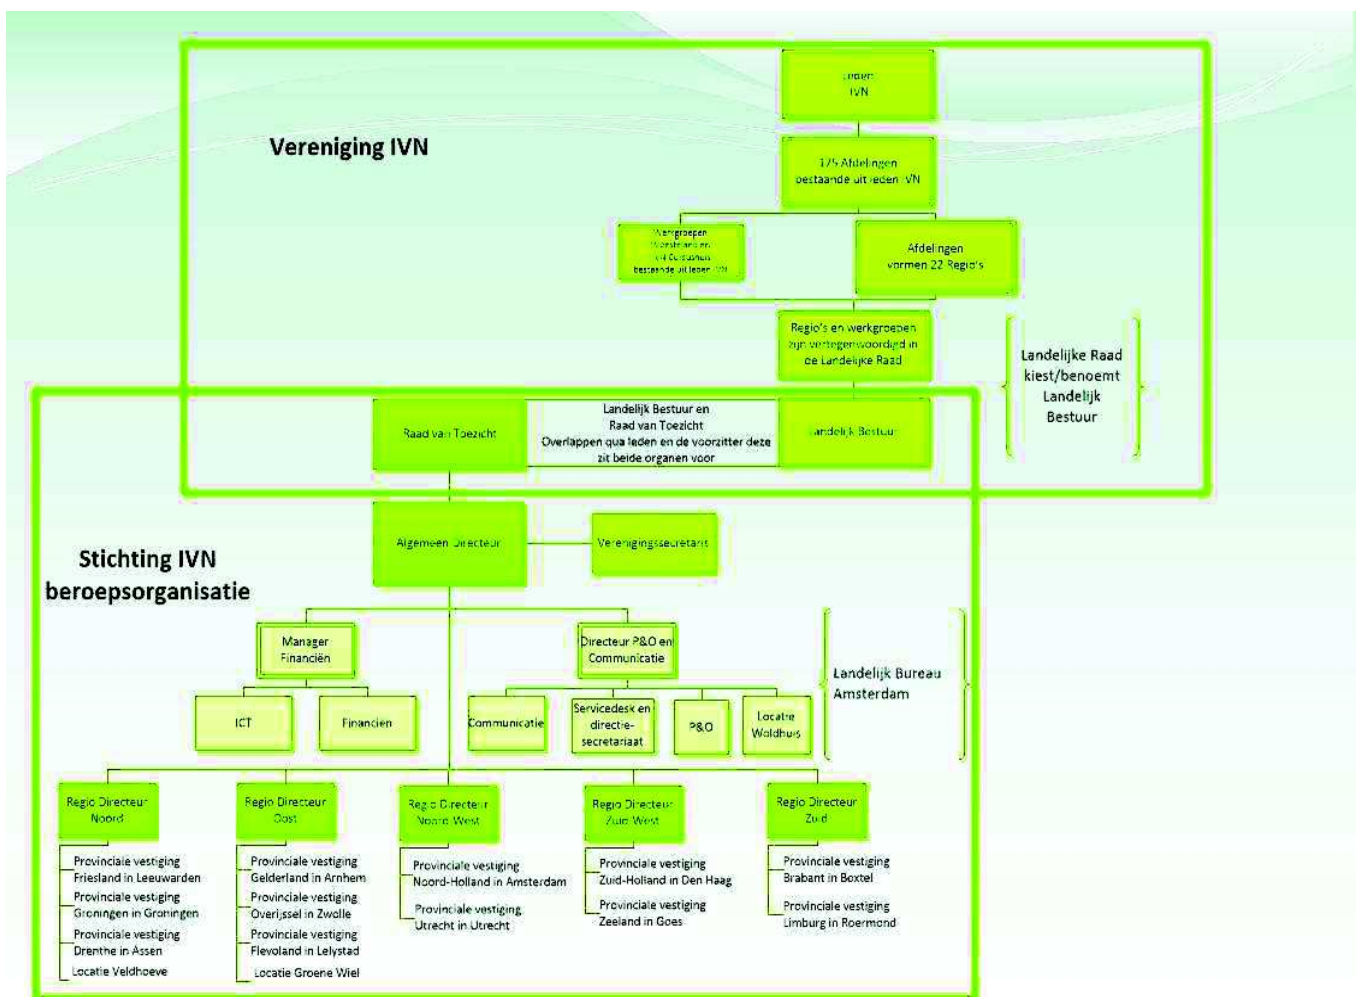 Vereniging IVN
Leden
IVN
175 Afdelingen
bestaande uit leden IVN
Werkgroepen
bestaande uit leden IVN
Afdelingen
vormen 22 Regio's
Regio's en werkgroepen
zijn vertegenwoordigd in
de Landelijke Raad
Landelijke Raad
kiest/benoemt
Landelijk
Bestuur
Raad van Toezicht
Landelijk Bestuur en
Raad van Toezicht
Overlappen qua leden en de voorzitter deze
zit beide organen voor
Landelijk Bestuur
Stichting IVN
beroepsorganisatie
Algemeen Directeur
Verenigingssecretaris
Manager
Financiën
Directeur P&O en
Communicatie
Landelijk Bureau
Amsterdam
ICT
Financiën
Communicatie
Servicedesk en
directie-
secretariaat
P&O
Locatie
Woldhuis
Regio Directeur
Noord
Regio Directeur
Oost
Regio Directeur
Noord-West
Regio Directeur
Zuid-West
Regio Directeur
Zuid
Provinciale vestiging
Friesland in Leeuwarden
Provinciale vestiging
Groningen in Groningen
Provinciale vestiging
Drenthe in Assen
Locatie Veldhoeve
Provinciale vestiging
Gelderland in Arnhem
Provinciale vestiging
Overijssel in Zwolle
Provinciale vestiging
Flevoland in Lelystad
Locatie Groene Wiel
Provinciale vestiging
Noord-Holland in Amsterdam
Provinciale vestiging
Utrecht in Utrecht
Provinciale vestiging
Zuid-Holland in Den Haag
Provinciale vestiging
Zeeland in Goes
Provinciale vestiging
Brabant in Boxtel
Provinciale vestiging
Limburg in Roermond